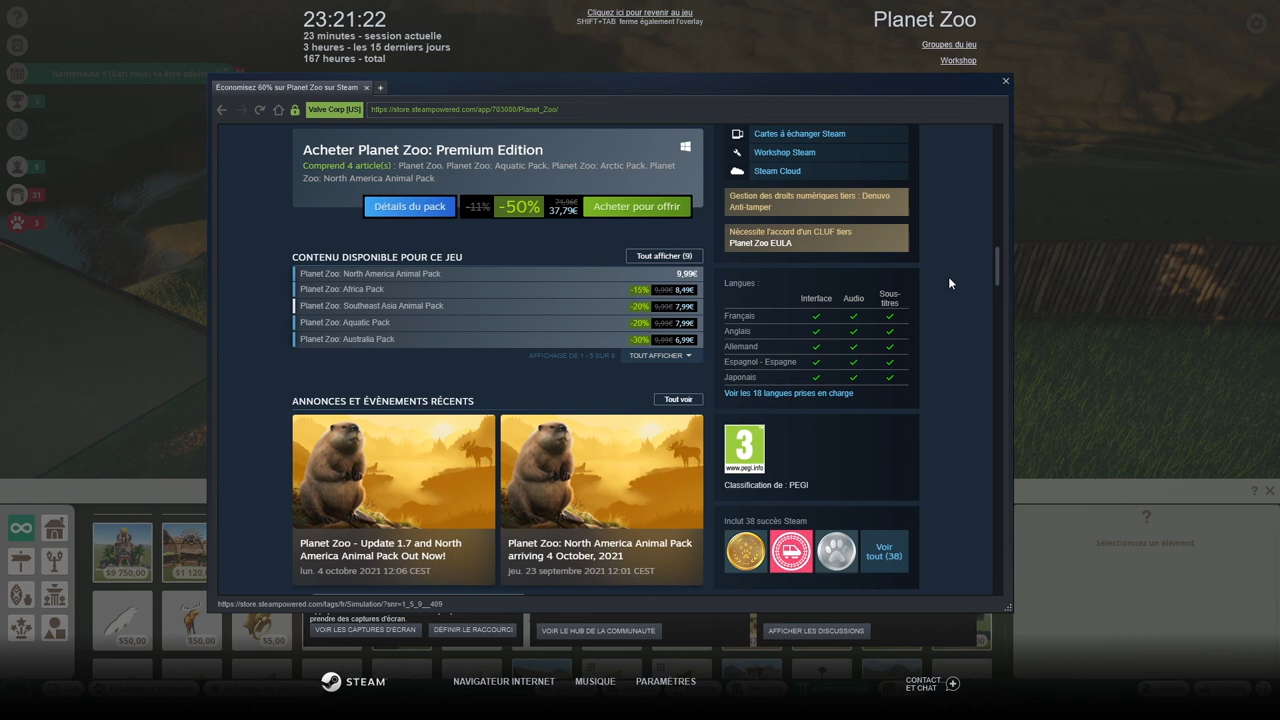 23:21:22
23 minutes - session actuelle
3 heures - les 15 derniers jours
167 heures - total
Cliquez ici pour revenir au jeu
SHIFT+TAB ferme également l'overlay
Planet Zoo
Groupes du jeu
Workshop
Économisez 60% sur Planet Zoo sur Steam
Valve Corp [US]
https://store.steampowered.com/app/703080/Planet_Zoo/
Acheter Planet Zoo: Premium Edition
Comprend 4 article(s) : Planet Zoo, Planet Zoo: Aquatic Pack, Planet Zoo: Arctic Pack, Planet
Zoo: North America Animal Pack
Détails du pack
-11%
-50%
74,96€
37,79€
Acheter pour offrir
CONTENU DISPONIBLE POUR CE JEU
Tout afficher (9)
Planet Zoo: North America Animal Pack 9,99€
Planet Zoo: Africa Pack -15% 9,99€ 8,49€
Planet Zoo: Southeast Asia Animal Pack -20% 9,99€ 7,99€
Planet Zoo: Aquatic Pack -20% 9,99€ 7,99€
Planet Zoo: Australia Pack -30% 9,99€ 6,99€
AFFICHAGE DE 1 - 5 SUR 9
TOUT AFFICHER
ANNONCES ET ÉVÈNEMENTS RÉCENTS
Tout voir
Planet Zoo - Update 1.7 and North
America Animal Pack Out Now!
lun. 4 octobre 2021 12:06 CEST
Planet Zoo: North America Animal Pack
arriving 4 October, 2021
jeu. 23 septembre 2021 12:01 CEST
Cartes à échanger Steam
Workshop Steam
Steam Cloud
Gestion des droits numériques tiers : Denuvo
Anti-tamper
Nécessite l'accord d'un CLUF tiers
Planet Zoo EULA
Langues :
Interface Audio Sous-
titres
Français
Anglais
Allemand
Espagnol - Espagne
Japonais
Voir les 18 langues prises en charge
3
www.pegi.info
Classification de : PEGI
Inclut 38 succès Steam
Voir
tout (38)
https://store.steampowered.com/tags/fr/Simulation/?snr=1_5_9__409
prendre des captures d'écran.
VOIR LES CAPTURES D'ÉCRAN
DÉFINIR LE RACCOURCI
VOIR LE HUB DE LA COMMUNAUTÉ
AFFICHER LES DISCUSSIONS
STEAM
NAVIGATEUR INTERNET
MUSIQUE
PARAMÈTRES
CONTACT
ET CHAT
31
3
$9 750,00
$50,00
$40,00
$5,00
Sélectionnez un élément